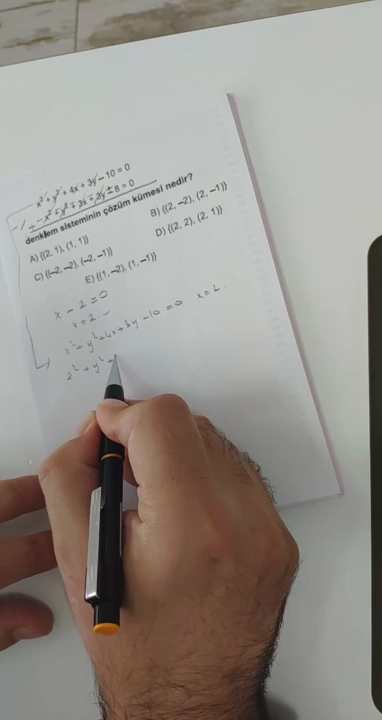 x² + y² + 4x + 3y – 10 = 0
x² + y² + 3x + 3y – 8 = 0
denklem sisteminin çözüm kümesi nedir?
A) {(2, 1), (1, 1)}
B) {(2, –2), (2, –1)}
C) {(–2, –2), (–2, –1)}
D) {(2, 2), (2, 1)}
E) {(1, –2), (1, –1)}
x – 2 = 0
x = 2
x² + y² + 4x + 3y – 10 = 0 x = 2
2² + y² +